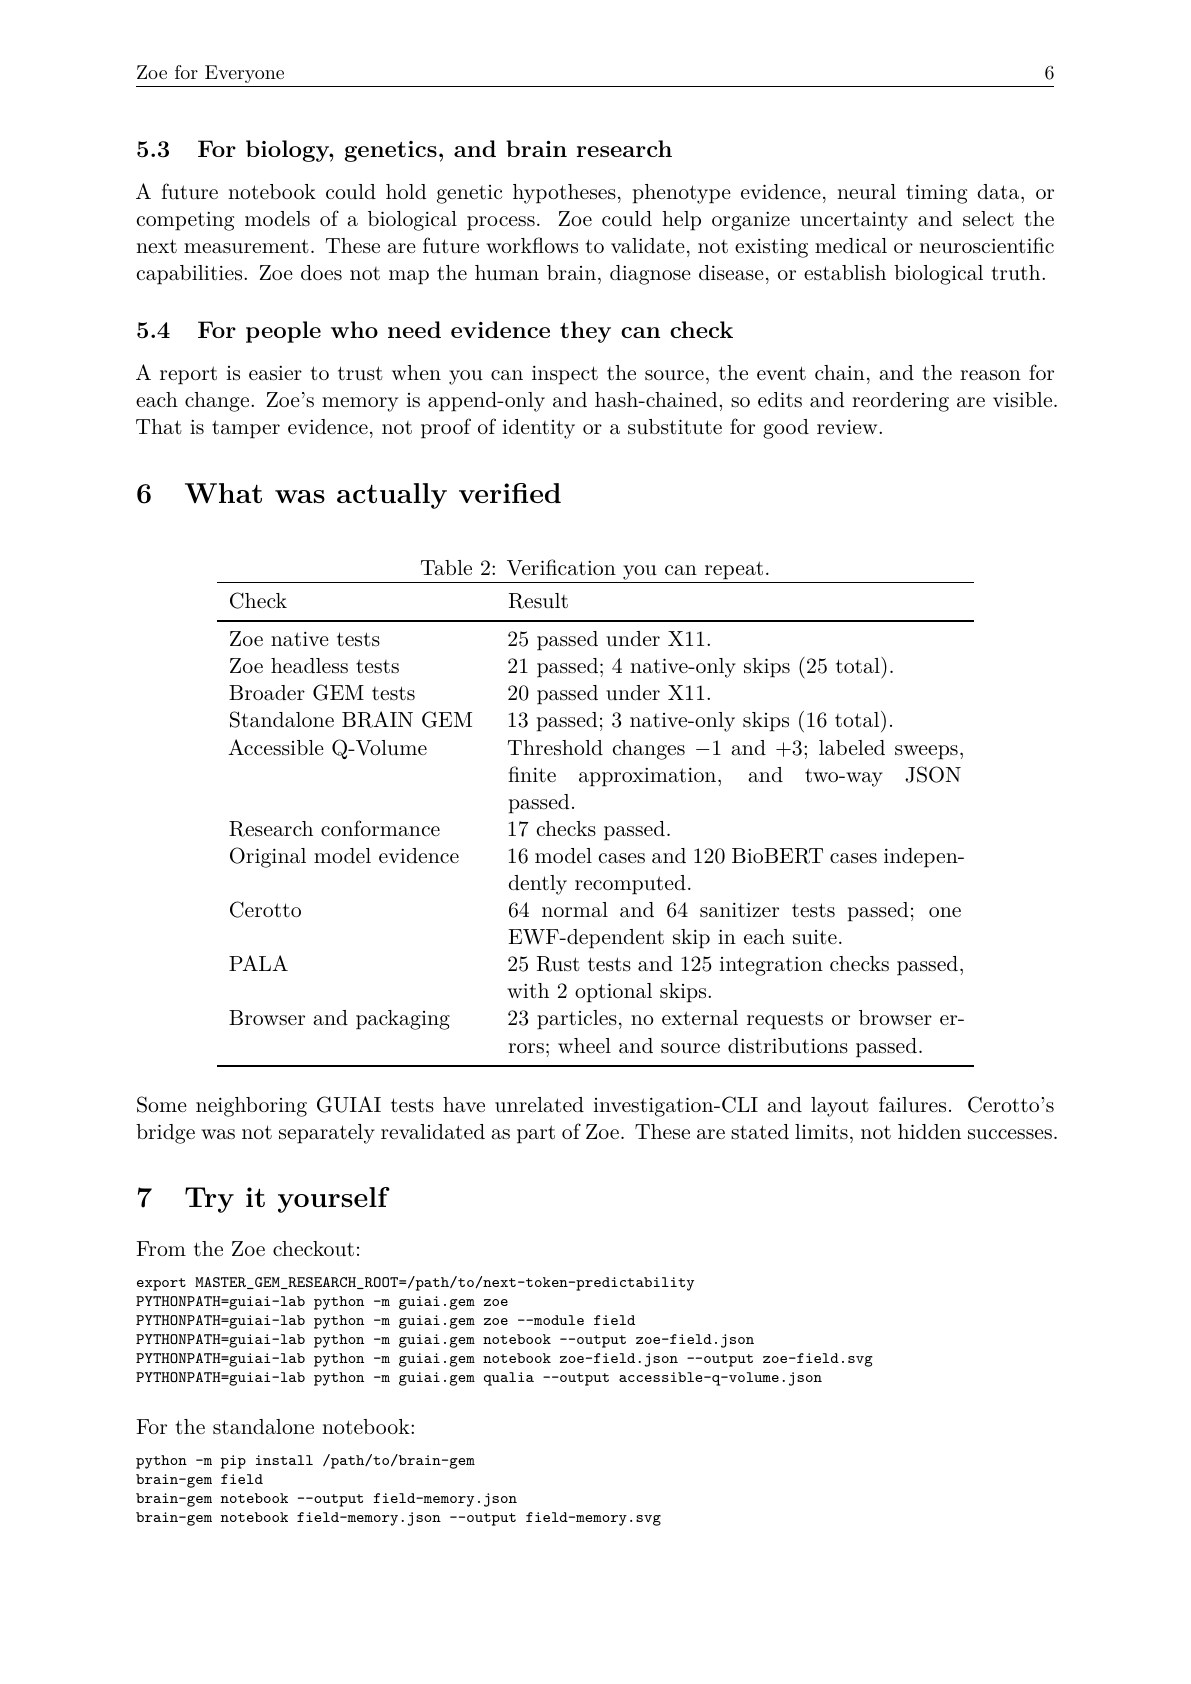 Zoe for Everyone 6
5.3 For biology, genetics, and brain research
A future notebook could hold genetic hypotheses, phenotype evidence, neural timing data, or
competing models of a biological process. Zoe could help organize uncertainty and select the
next measurement. These are future workflows to validate, not existing medical or neuroscientific
capabilities. Zoe does not map the human brain, diagnose disease, or establish biological truth.
5.4 For people who need evidence they can check
A report is easier to trust when you can inspect the source, the event chain, and the reason for
each change. Zoe's memory is append-only and hash-chained, so edits and reordering are visible.
That is tamper evidence, not proof of identity or a substitute for good review.
6 What was actually verified
Table 2: Verification you can repeat.
Check Result
Zoe native tests 25 passed under X11.
Zoe headless tests 21 passed; 4 native-only skips (25 total).
Broader GEM tests 20 passed under X11.
Standalone BRAIN GEM 13 passed; 3 native-only skips (16 total).
Accessible Q-Volume Threshold changes −1 and +3; labeled sweeps,
finite approximation, and two-way JSON
passed.
Research conformance 17 checks passed.
Original model evidence 16 model cases and 120 BioBERT cases indepen-
dently recomputed.
Cerotto 64 normal and 64 sanitizer tests passed; one
EWF-dependent skip in each suite.
PALA 25 Rust tests and 125 integration checks passed,
with 2 optional skips.
Browser and packaging 23 particles, no external requests or browser er-
rors; wheel and source distributions passed.
Some neighboring GUIAI tests have unrelated investigation-CLI and layout failures. Cerotto's
bridge was not separately revalidated as part of Zoe. These are stated limits, not hidden successes.
7 Try it yourself
From the Zoe checkout:
export MASTER_GEM_RESEARCH_ROOT=/path/to/next-token-predictability
PYTHONPATH=guiai-lab python -m guiai.gem zoe
PYTHONPATH=guiai-lab python -m guiai.gem zoe --module field
PYTHONPATH=guiai-lab python -m guiai.gem notebook --output zoe-field.json
PYTHONPATH=guiai-lab python -m guiai.gem notebook zoe-field.json --output zoe-field.svg
PYTHONPATH=guiai-lab python -m guiai.gem qualia --output accessible-q-volume.json
For the standalone notebook:
python -m pip install /path/to/brain-gem
brain-gem field
brain-gem notebook --output field-memory.json
brain-gem notebook field-memory.json --output field-memory.svg